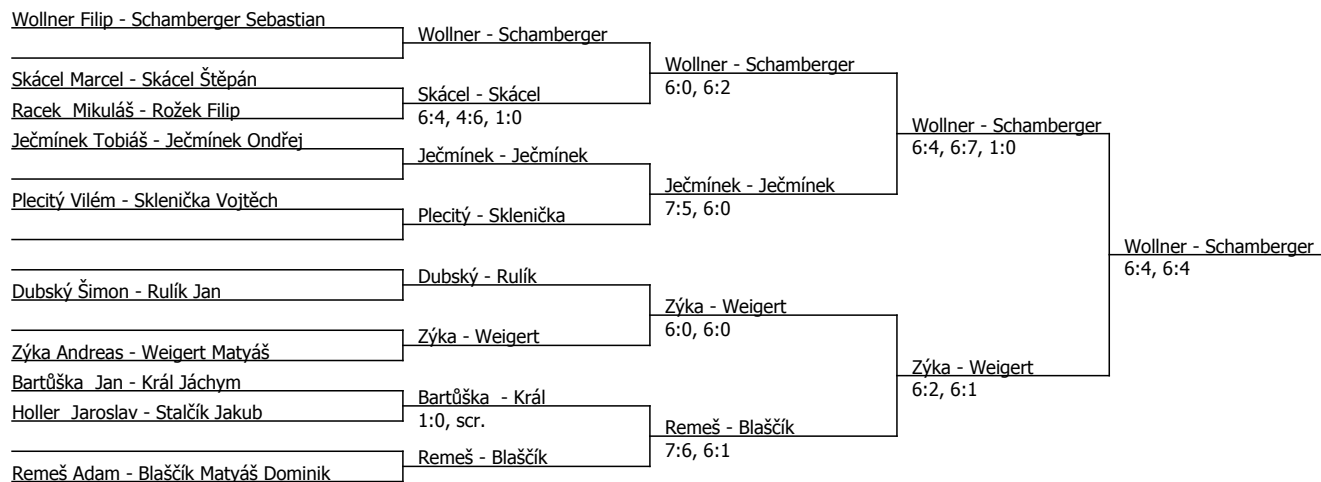 Wollner Filip - Schamberger Sebastian
Skácel Marcel - Skácel Štěpán
Racek  Mikuláš - Rožek Filip
Ječmínek Tobiáš - Ječmínek Ondřej
Plecitý Vilém - Sklenička Vojtěch
Dubský Šimon - Rulík Jan
Zýka Andreas - Weigert Matyáš
Bartůška  Jan - Král Jáchym
Holler  Jaroslav - Stalčík Jakub
Remeš Adam - Blaščík Matyáš Dominik
Wollner - Schamberger
Skácel - Skácel
6:4, 4:6, 1:0
Ječmínek - Ječmínek
Plecitý - Sklenička
Dubský - Rulík
Zýka - Weigert
Bartůška  - Král
1:0, scr.
Remeš - Blaščík
Wollner - Schamberger
6:0, 6:2
Ječmínek - Ječmínek
7:5, 6:0
Zýka - Weigert
6:0, 6:0
Remeš - Blaščík
7:6, 6:1
Wollner - Schamberger
6:4, 6:7, 1:0
Zýka - Weigert
6:2, 6:1
Wollner - Schamberger
6:4, 6:4